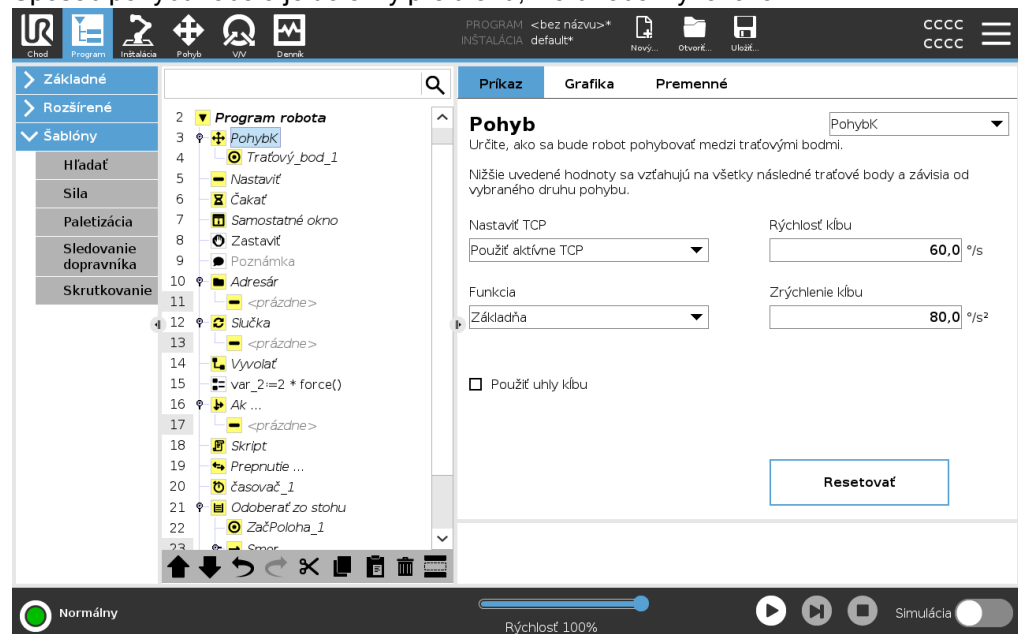 UR
PROGRAM <bez názvu>*
INŠTALÁCIA default*
CCCC
CCCC
Chod
Program
Inštalácia
Pohyb
V/V
Denník
Nový...
Otvoriť...
Uložiť...
Základné
Rozšírené
Šablóny
Hľadať
Sila
Paletizácia
Sledovanie
dopravníka
Skrutkovanie
2 Program robota
3 PohybK
4 Traťový_bod_1
5 Nastaviť
6 Čakať
7 Samostatné okno
8 Zastaviť
9 Poznámka
10 Adresár
11 <prázdne>
12 Slučka
13 <prázdne>
14 Vyvolať
15 var_2:=2 * force()
16 Ak ...
17 <prázdne>
18 Skript
19 Prepnutie ...
20 časovač_1
21 Odoberať zo stohu
22 ZačPoloha_1
23 Smer
Príkaz
Grafika
Premenné
Pohyb
PohybK
Určite, ako sa bude robot pohybovať medzi traťovými bodmi.
Nižšie uvedené hodnoty sa vzťahujú na všetky následné traťové body a závisia od
vybraného druhu pohybu.
Nastaviť TCP
Rýchlosť kĺbu
Použiť aktívne TCP
60,0 °/s
Funkcia
Zrýchlenie kĺbu
Základňa
80,0 °/s²
Použiť uhly kĺbu
Resetovať
Normálny
Rýchlosť 100%
Simulácia